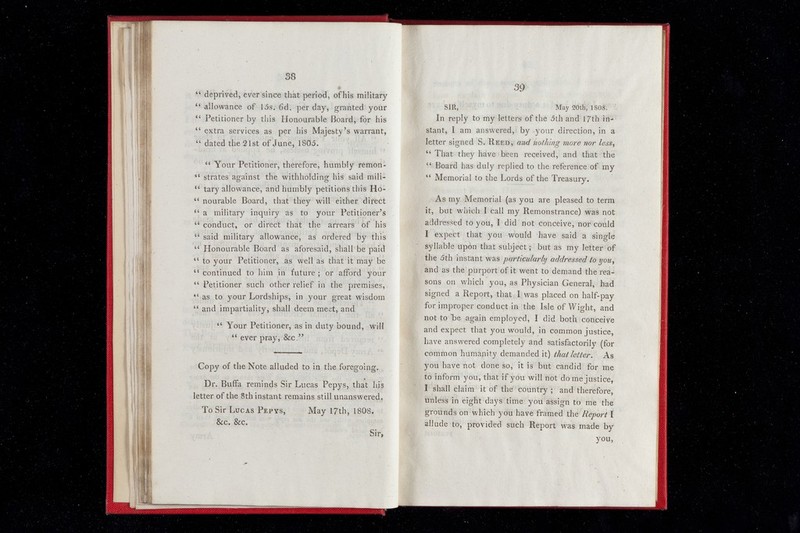 38
“ deprived, ever since that period, of his military
“ allowance of 15s. 6d. per day, granted your
“ Petitioner by this Honourable Board, for his
“ extra services as per his Majesty’s warrant,
“ dated the 21st of June, 1805.
“ Your Petitioner, therefore, humbly remon-
“ strates against the withholding his said mili-
“ tary allowance, and humbly petitions this Ho-
“ nourable Board, that they will either direct
“ a military inquiry as to your Petitioner’s
“ conduct, or direct that the arrears of his
“ said military allowance, as ordered by this
“ Honourable Board as aforesaid, shall be paid
“ to your Petitioner, as well as that it may be
“ continued to him in future ; or afford your
“ Petitioner such other relief in the premises,
“ as to your Lordships, in your great wisdom
“ and impartiality, shall deem meet, and
“ Your Petitioner, as in duty bound, will
“ ever pray, &c ”
Copy of the Note alluded to in the foregoing.
Dr. Buffa reminds Sir Lucas Pepys, that his
letter of the 8th instant remains still unanswered.
To Sir Lucas Pepys, May 17th, 1808.
&c. &c.
Sir,
39
SIR, May 20th, 1808.
In reply to my letters of the 5th and 17th in-
stant, I am answered, by your direction, in a
letter signed S. Reed, and nothing more nor less,
“ That they have been received, and that the
“ Board has duly replied to the reference of my
“ Memorial to the Lords of the Treasury.
As my Memorial (as you are pleased to term
it, but which I call my Remonstrance) was not
addressed to you, I did not conceive, nor could
I expect that you would have said a single
syllable upon that subject ; but as my letter of
the 5th instant was particularly addressed to you,
and as the purport of it went to demand the rea-
sons on which you, as Physician General, had
signed a Report, that I was placed on half-pay
for improper conduct in the Isle of Wight, and
not to be again employed, I did both conceive
and expect that you would, in common justice,
have answered completely and satisfactorily (for
common humanity demanded it) that letter. As
you have not done so, it is but candid for me
to inform you, that if you will not do me justice,
I shall claim it of the country ; and therefore,
unless in eight days time you assign to me the
grounds on which you have framed the Report I
allude to, provided such Report was made by
you,